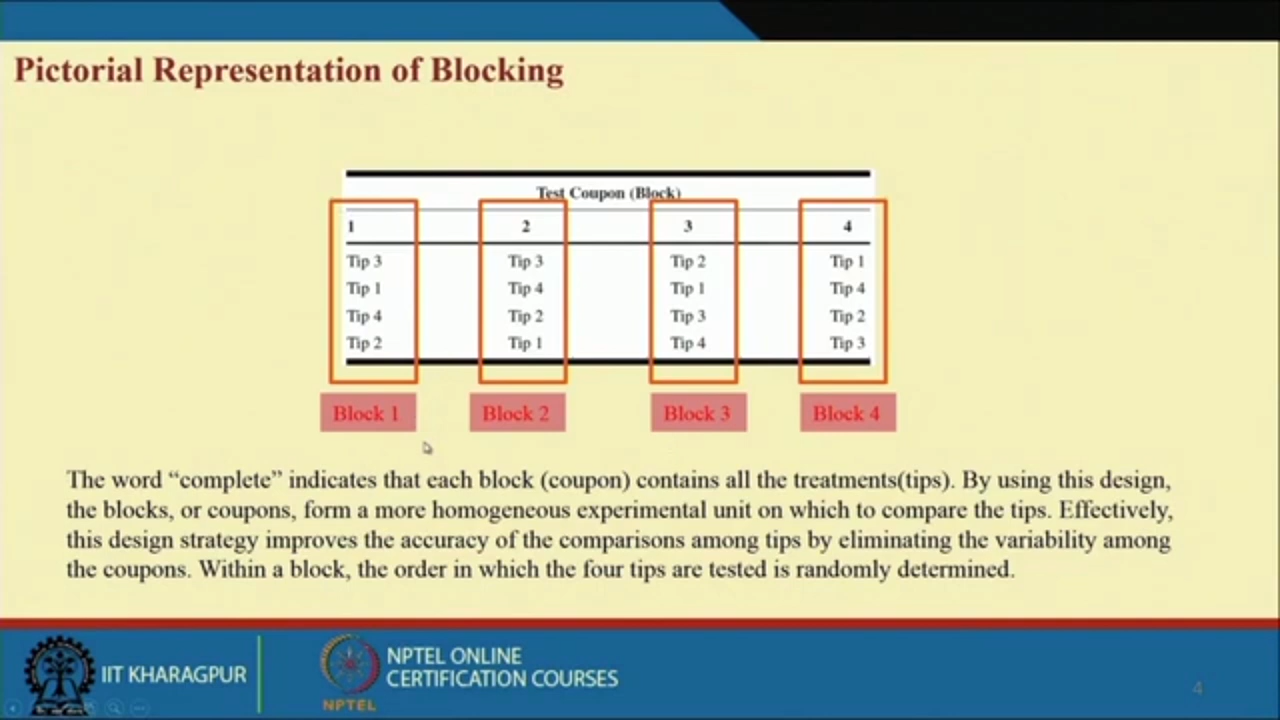 Pictorial Representation of Blocking
Test Coupon (Block)
1 2 3 4
Tip 3 Tip 3 Tip 2 Tip 1
Tip 1 Tip 4 Tip 1 Tip 4
Tip 4 Tip 2 Tip 3 Tip 2
Tip 2 Tip 1 Tip 4 Tip 3
Block 1 Block 2 Block 3 Block 4
The word “complete” indicates that each block (coupon) contains all the treatments(tips). By using this design,
the blocks, or coupons, form a more homogeneous experimental unit on which to compare the tips. Effectively,
this design strategy improves the accuracy of the comparisons among tips by eliminating the variability among
the coupons. Within a block, the order in which the four tips are tested is randomly determined.
IIT KHARAGPUR
NPTEL
NPTEL ONLINE
CERTIFICATION COURSES
4